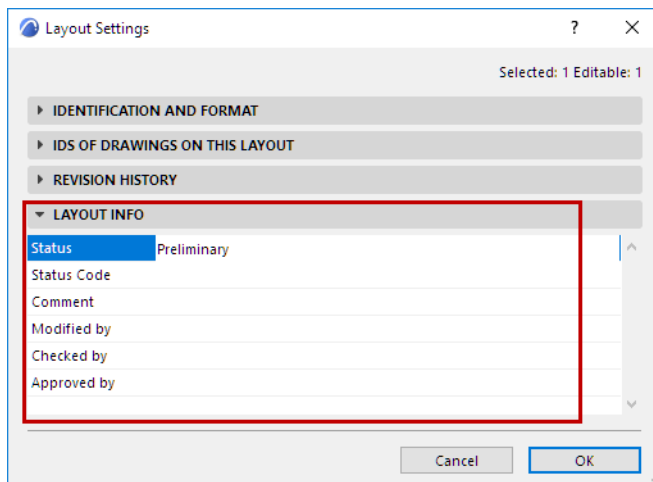 Layout Settings
?
Selected: 1 Editable: 1
IDENTIFICATION AND FORMAT
IDS OF DRAWINGS ON THIS LAYOUT
REVISION HISTORY
LAYOUT INFO
Status Preliminary
Status Code
Comment
Modified by
Checked by
Approved by
Cancel OK